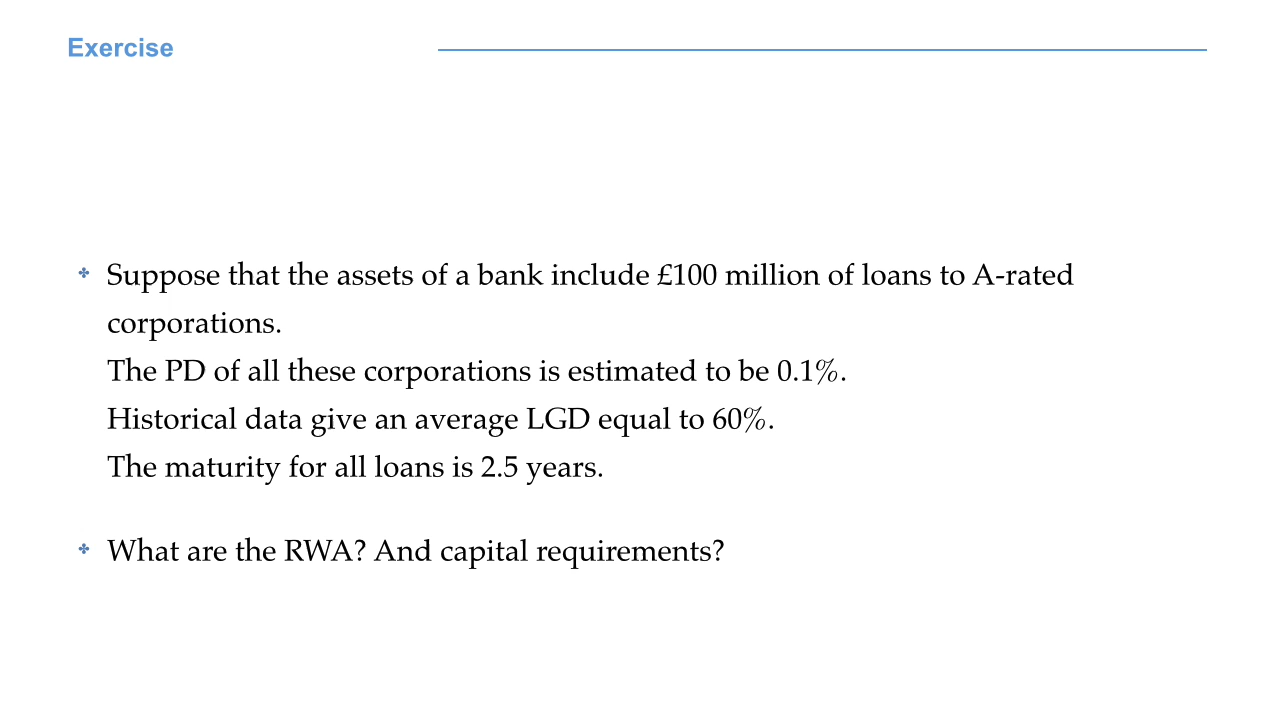 Exercise
Suppose that the assets of a bank include £100 million of loans to A-rated
corporations.
The PD of all these corporations is estimated to be 0.1%.
Historical data give an average LGD equal to 60%.
The maturity for all loans is 2.5 years.
What are the RWA? And capital requirements?